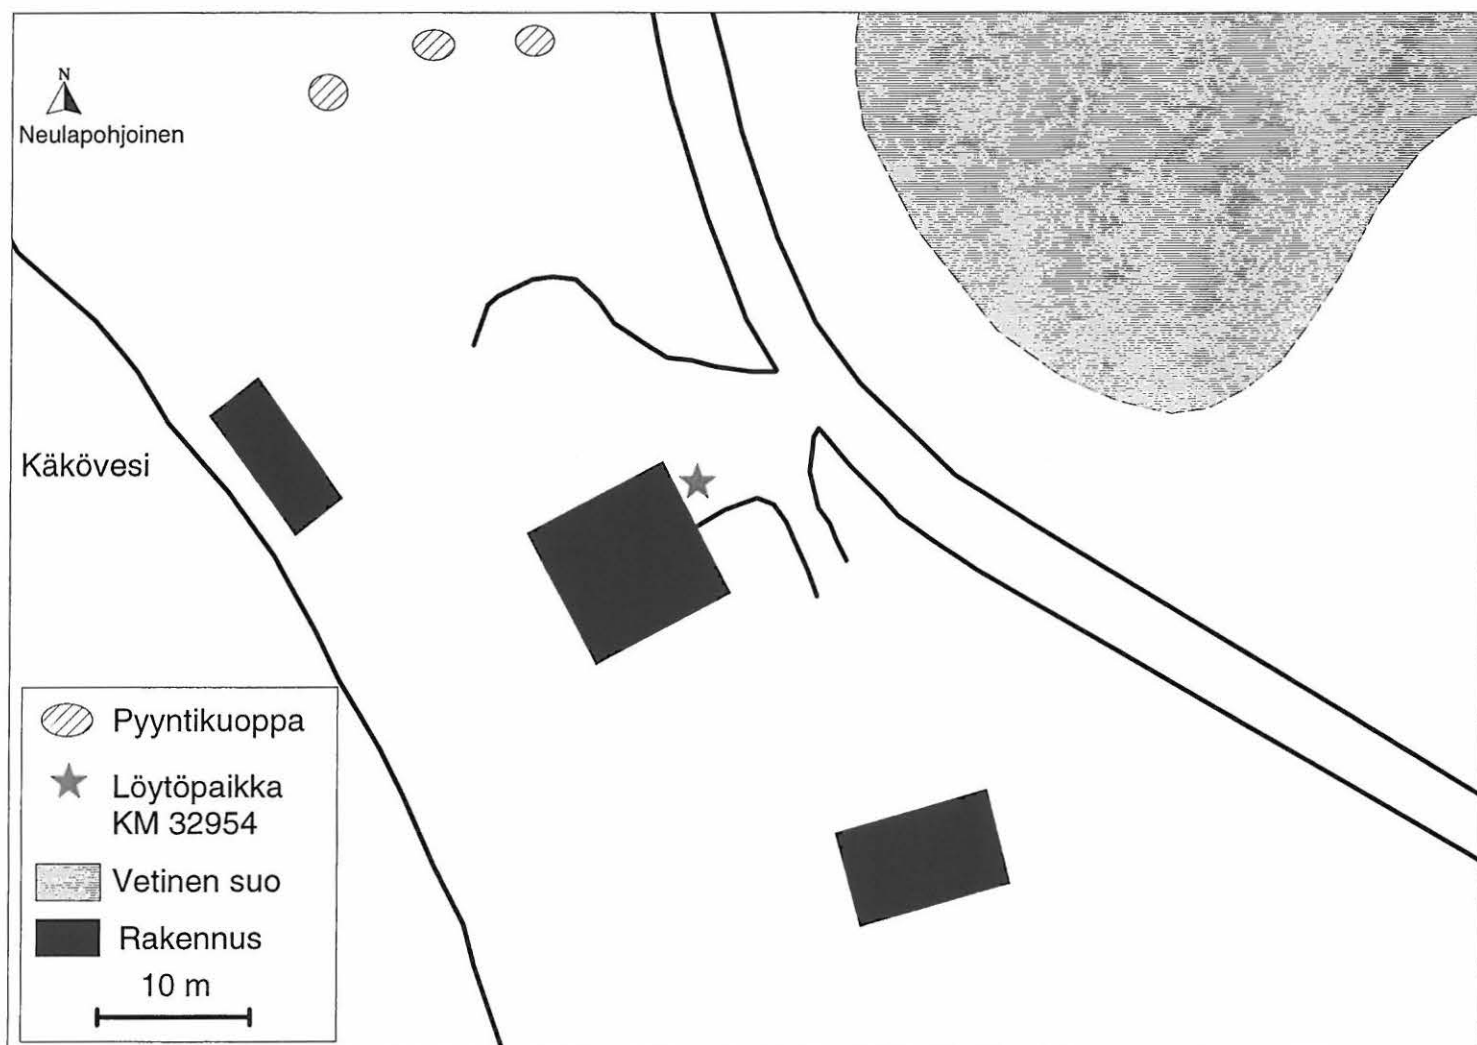 N
Neulapohjoinen
Käkövesi
Pyyntikuoppa
Löytöpaikka
KM 32954
Vetinen suo
Rakennus
10 m